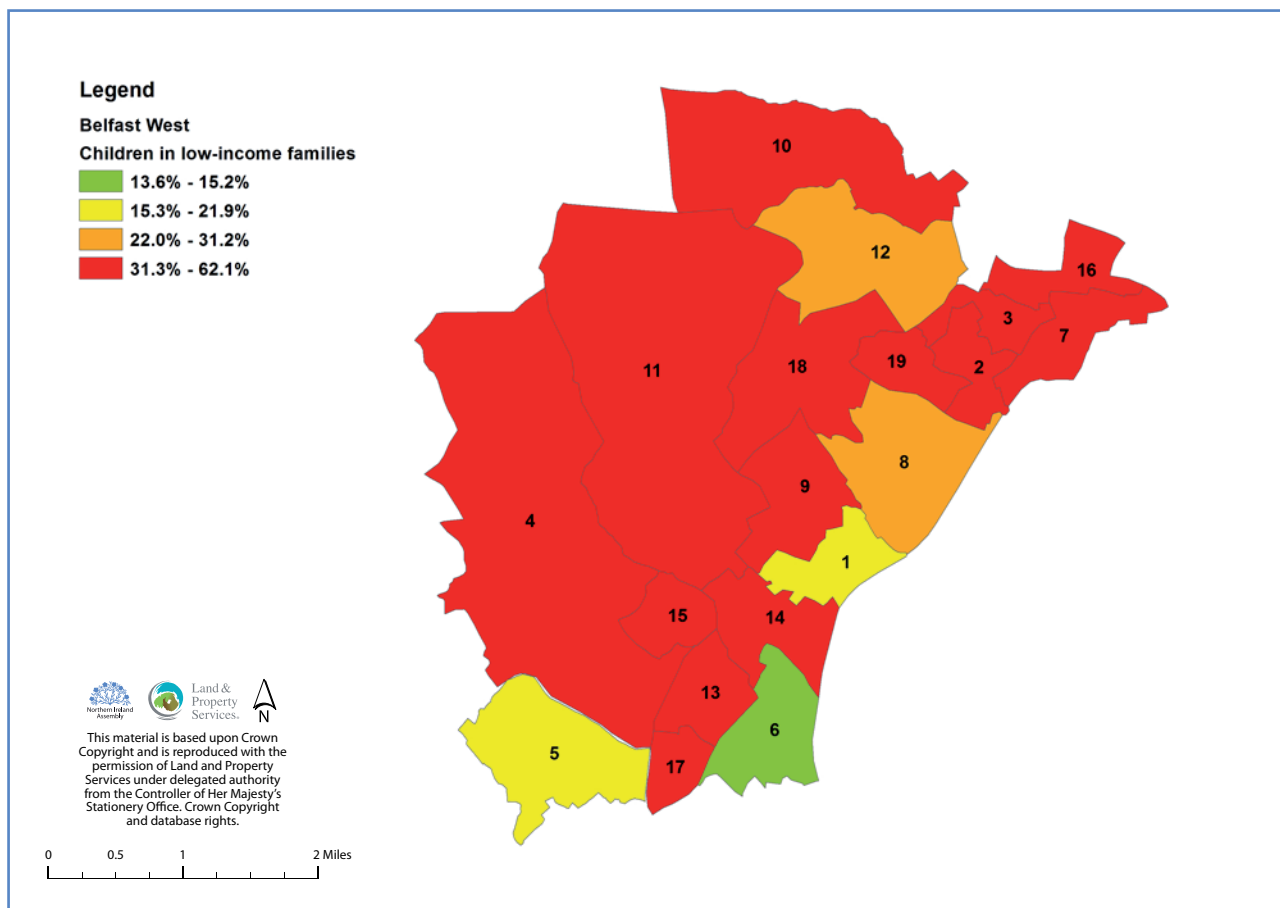 Legend
Belfast West
Children in low-income families
13.6% - 15.2%
15.3% - 21.9%
22.0% - 31.2%
31.3% - 62.1%
10
12
16
3
7
11
18
19
2
8
9
4
1
15
14
13
6
5
17
Northern Ireland
Assembly
Land &
Property
Services.
N
This material is based upon Crown
Copyright and is reproduced with the
permission of Land and Property
Services under delegated authority
from the Controller of Her Majesty's
Stationery Office. Crown Copyright
and database rights.
0 0.5 1 2 Miles